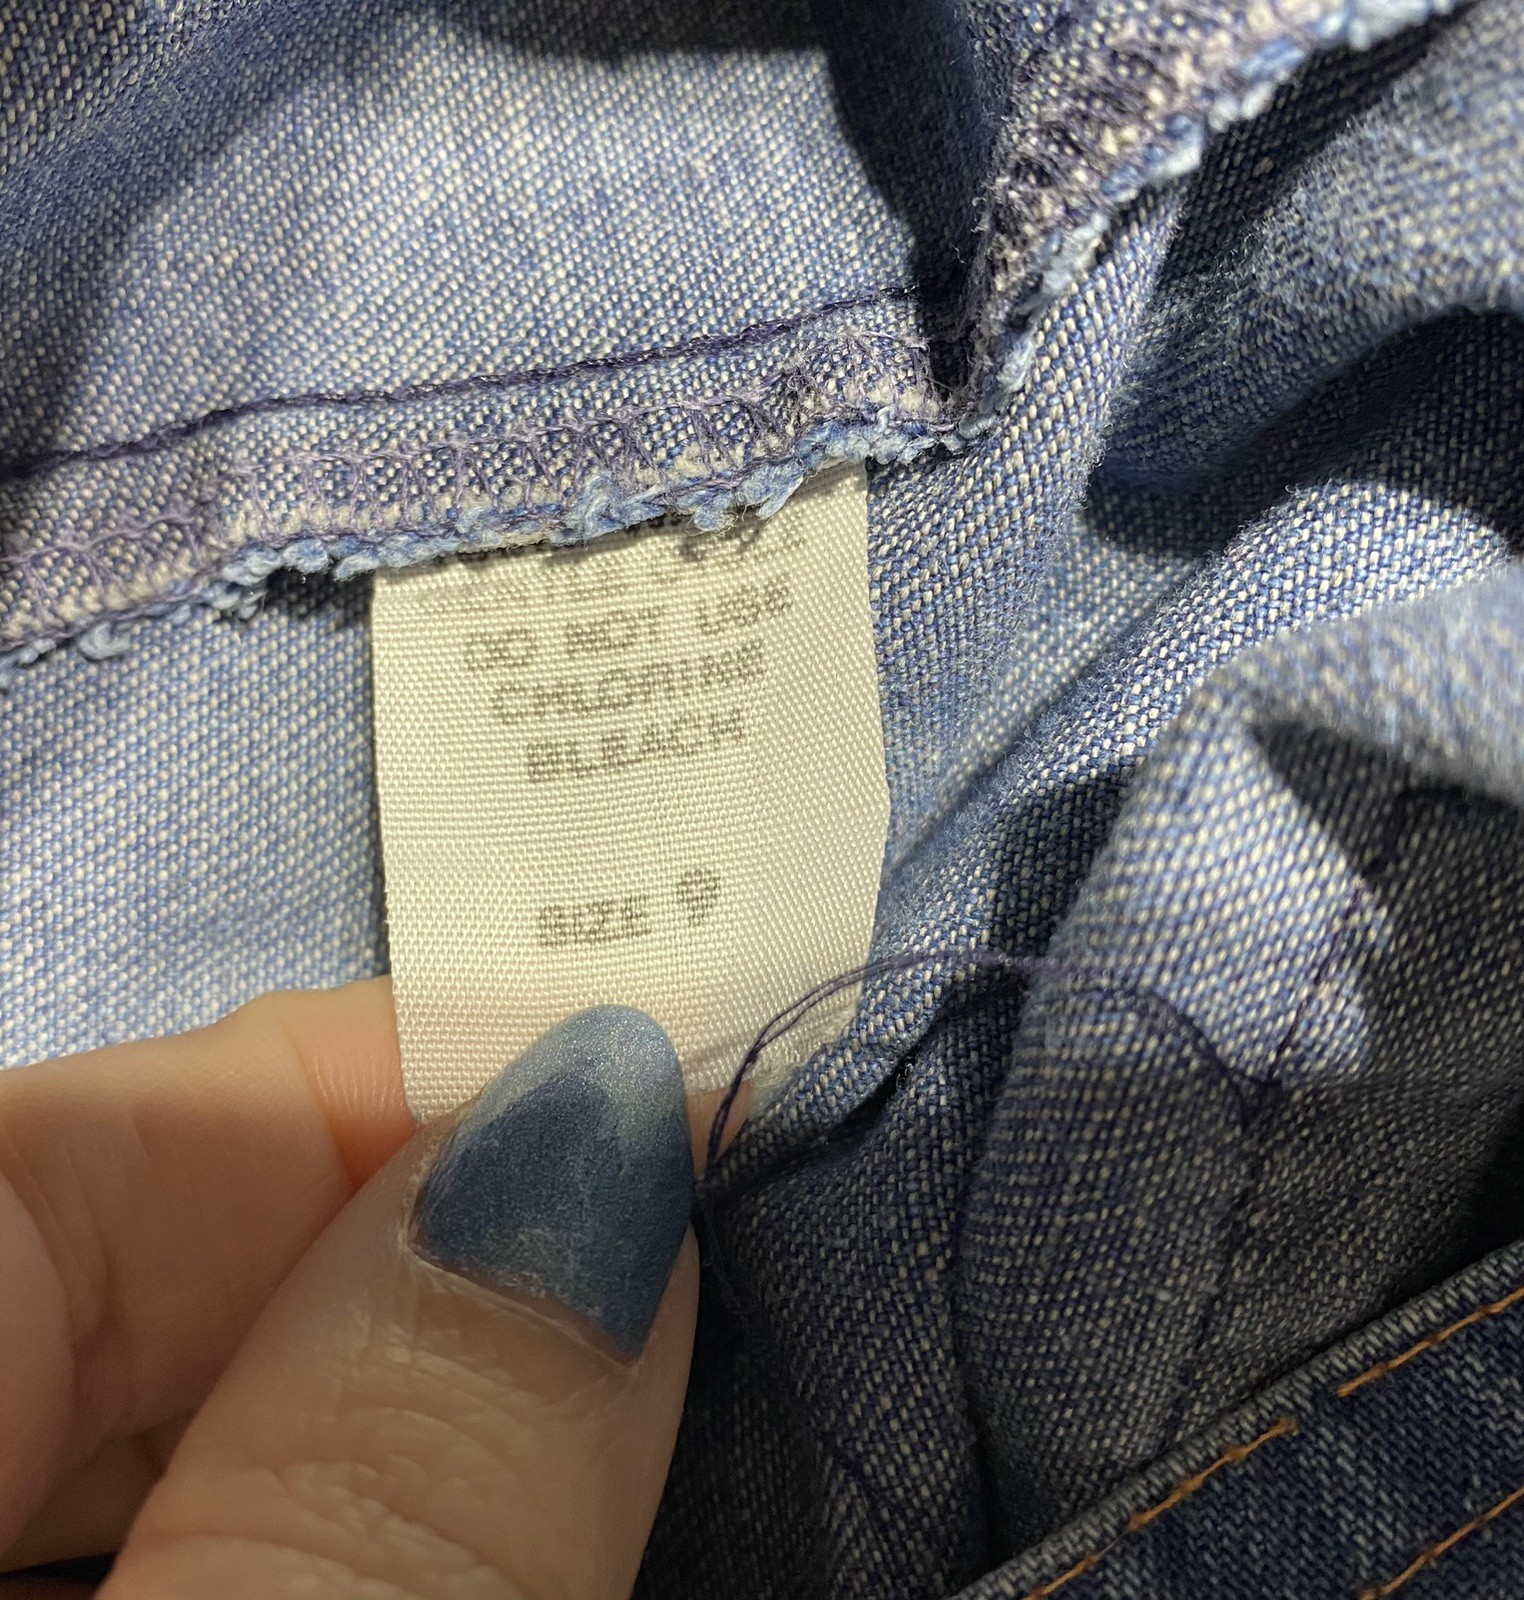 DO NOT USE
CHLORINE
BLEACH
SIZE 9